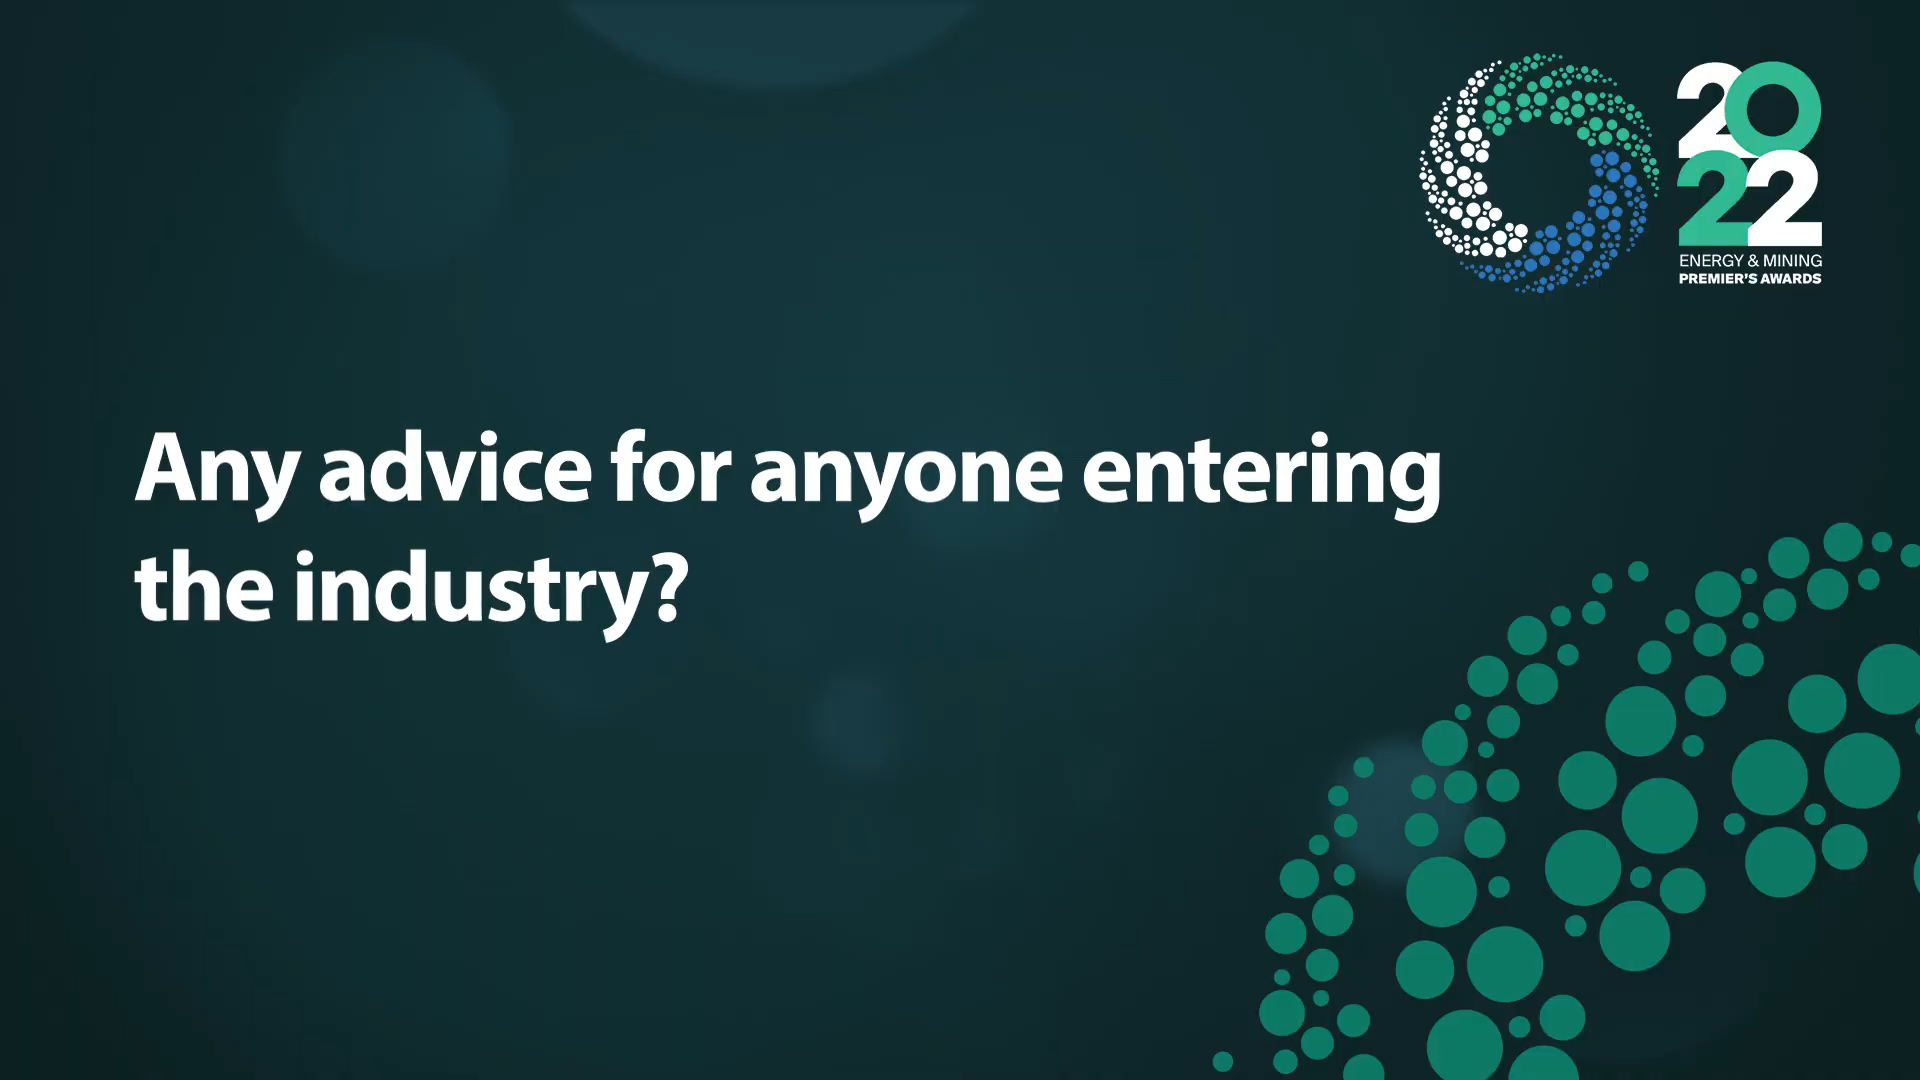 2022
ENERGY & MINING
PREMIER'S AWARDS
Any advice for anyone entering
the industry?